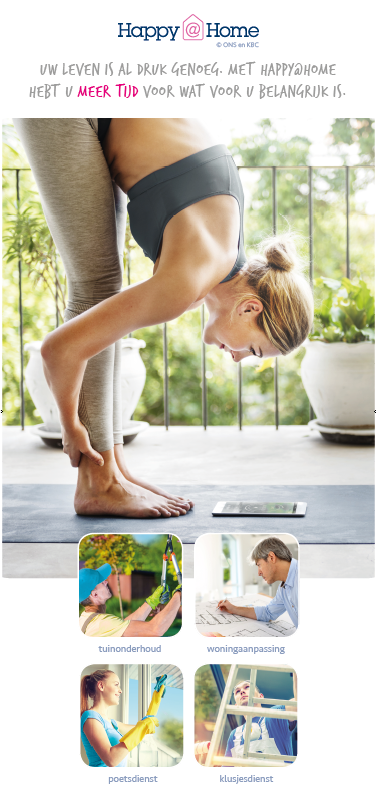 Happy@Home
© ONS en KBC
UW LEVEN IS AL DRUK GENOEG. MET HAPPY@HOME
HEBT U MEER TIJD VOOR WAT VOOR U BELANGRIJK IS.
tuinonderhoud
woningaanpassing
poetsdienst
klusjesdienst